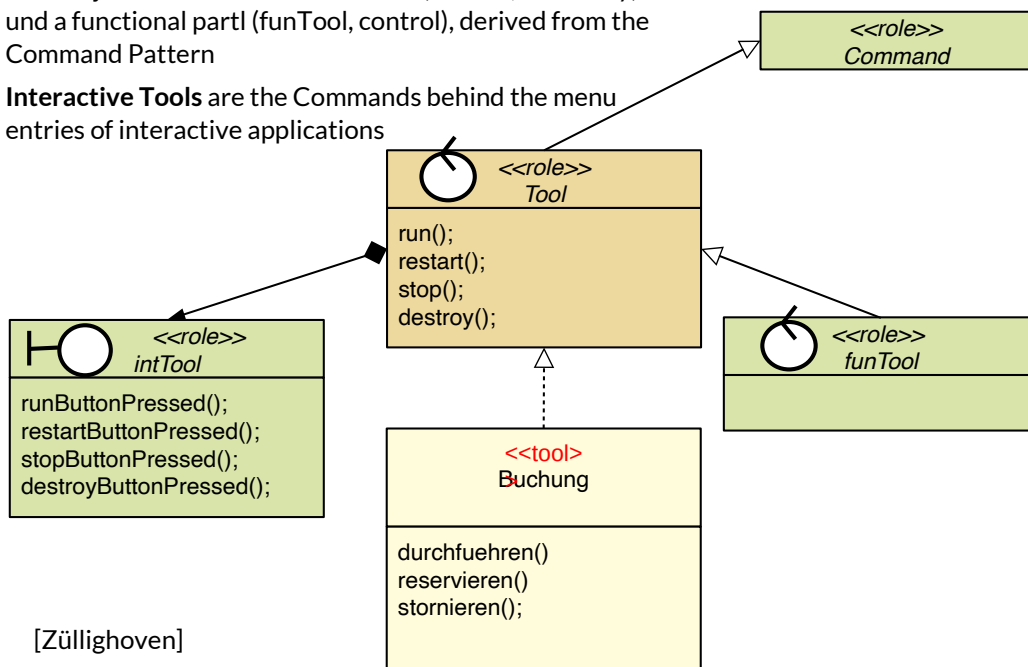 und a functional partl (funTool, control), derived from the
Command Pattern
Interactive Tools are the Commands behind the menu
entries of interactive applications
<<role>>
Command
<<role>>
Tool
run();
restart();
stop();
destroy();
<<role>>
intTool
runButtonPressed();
restartButtonPressed();
stopButtonPressed();
destroyButtonPressed();
<<role>>
funTool
<<tool>
>
Buchung
durchfuehren()
reservieren()
stornieren();
[Züllighoven]